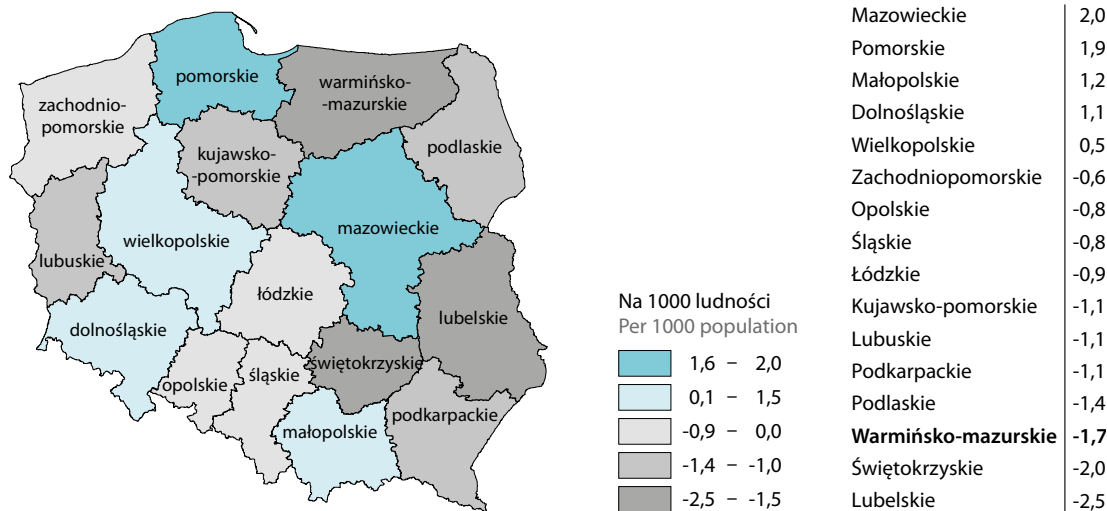 pomorskie
warmińsko-
-mazurskie
zachodnio-
pomorskie
kujawsko-
-pomorskie
podlaskie
wielkopolskie
mazowieckie
lubuskie
łódzkie
dolnośląskie
lubelskie
opolskie
śląskie
świętokrzyskie
małopolskie
podkarpackie
Na 1000 ludności
Per 1000 population
1,6 – 2,0
0,1 – 1,5
-0,9 – 0,0
-1,4 – -1,0
-2,5 – -1,5
Mazowieckie 2,0
Pomorskie 1,9
Małopolskie 1,2
Dolnośląskie 1,1
Wielkopolskie 0,5
Zachodniopomorskie -0,6
Opolskie -0,8
Śląskie -0,8
Łódzkie -0,9
Kujawsko-pomorskie -1,1
Lubuskie -1,1
Podkarpackie -1,1
Podlaskie -1,4
Warmińsko-mazurskie -1,7
Świętokrzyskie -2,0
Lubelskie -2,5